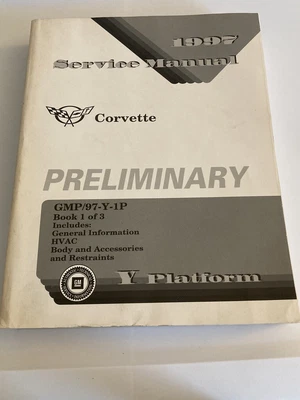 1997
Service Manual
Corvette
PRELIMINARY
GMP/97-Y-1P
Book 1 of 3
Includes:
General Information
HVAC
Body and Accessories
and Restraints
Y Platform
GM